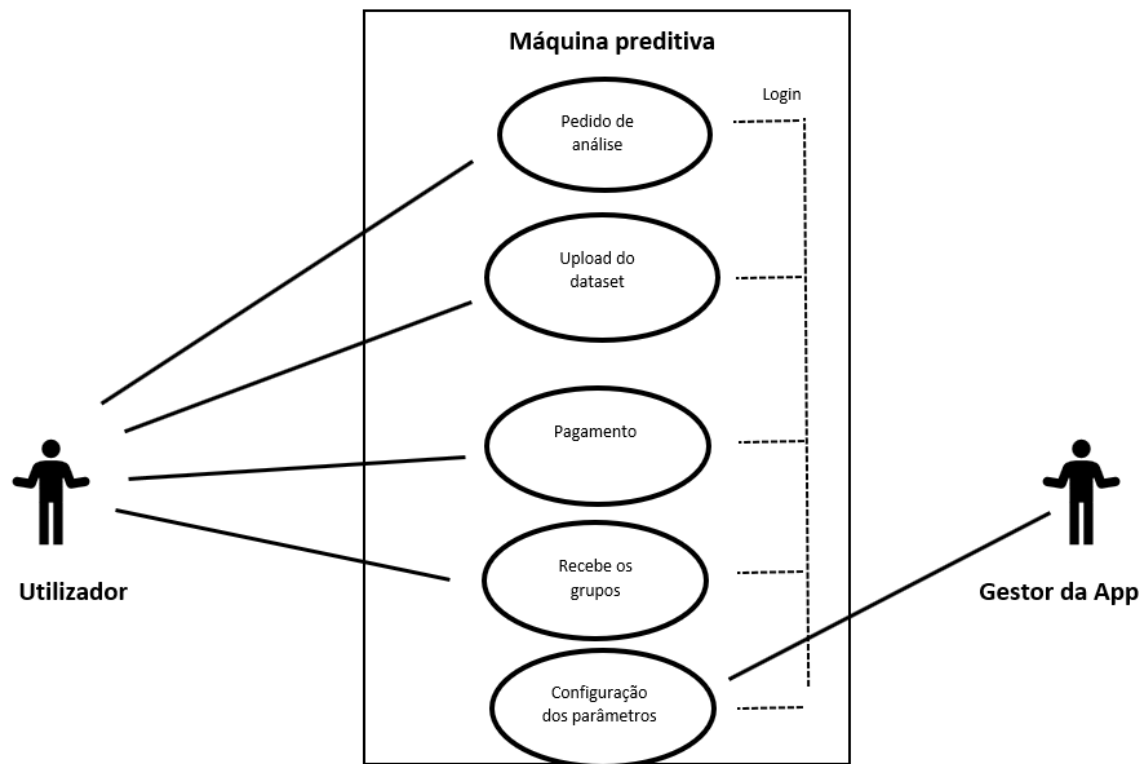 Máquina preditiva
Login
Pedido de
análise
Upload do
dataset
Pagamento
Recebe os
grupos
Utilizador
Gestor da App
Configuração
dos parâmetros